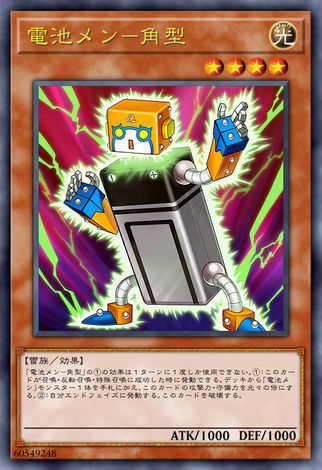 電池メン－角型
光
【雷族／効果】
「電池メン－角型」の①の効果は１ターンに１度しか使用できない。①：このカー
ドが召喚・反転召喚・特殊召喚に成功した時に発動できる。デッキから「電池メ
ン」モンスター１体を手札に加え、このカードの攻撃力・守備力を元々の倍にす
る。②：自分エンドフェイズに発動する。このカードを破壊する。
ATK/1000 DEF/1000
60549248